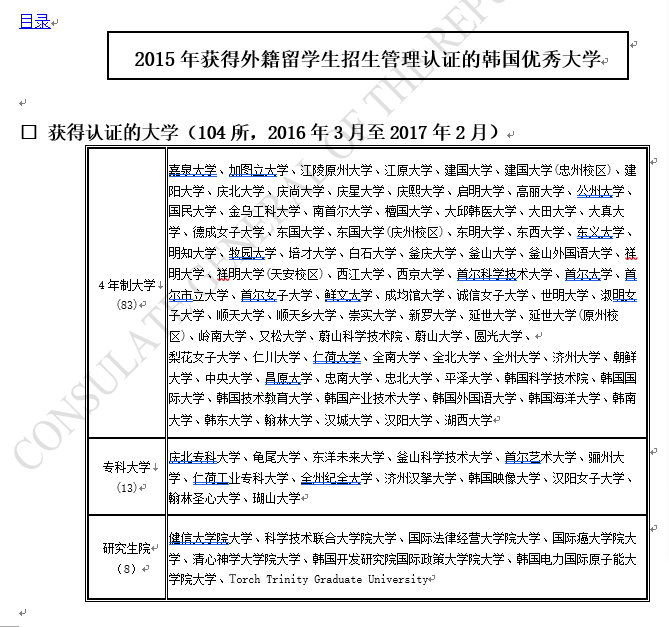 目录
2015年获得外籍留学生招生管理认证的韩国优秀大学
□ 获得认证的大学（104所，2016年3月至2017年2月）
4年制大学
(83)
嘉泉大学、加图立大学、江陵原州大学、江原大学、建国大学、建国大学(忠州校区)、建
阳大学、庆北大学、庆尚大学、庆星大学、庆熙大学、启明大学、高丽大学、公州大学、
国民大学、金乌工科大学、南首尔大学、檀国大学、大邱韩医大学、大田大学、大真大
学、德成女子大学、东国大学、东国大学(庆州校区)、东明大学、东西大学、东义大学、
明知大学、牧园大学、培才大学、白石大学、釜庆大学、釜山大学、釜山外国语大学、祥
明大学、祥明大学(天安校区)、西江大学、西京大学、首尔科学技术大学、首尔大学、首
尔市立大学、首尔女子大学、鲜文大学、成均馆大学、诚信女子大学、世明大学、淑明女
子大学、顺天大学、顺天乡大学、崇实大学、新罗大学、延世大学、延世大学(原州校
区)、岭南大学、又松大学、蔚山科学技术院、蔚山大学、圆光大学、
梨花女子大学、仁川大学、仁荷大学、全南大学、全北大学、全州大学、济州大学、朝鲜
大学、中央大学、昌原大学、忠南大学、忠北大学、平泽大学、韩国科学技术院、韩国国
际大学、韩国技术教育大学、韩国产业技术大学、韩国外国语大学、韩国海洋大学、韩南
大学、韩东大学、翰林大学、汉城大学、汉阳大学、湖西大学
专科大学
(13)
庆北专科大学、龟尾大学、东洋未来大学、釜山科学技术大学、首尔艺术大学、骊州大
学、仁荷工业专科大学、全州纪全大学、济州汉拏大学、韩国映像大学、汉阳女子大学、
翰林圣心大学、瑚山大学
研究生院
（8）
健信大学院大学、科学技术联合大学院大学、国际法律经营大学院大学、国际癌大学院大
学、清心神学大学院大学、韩国开发研究院国际政策大学院大学、韩国电力国际原子能大
学院大学、Torch Trinity Graduate University
CONSULATE GENERAL OF THE REPU